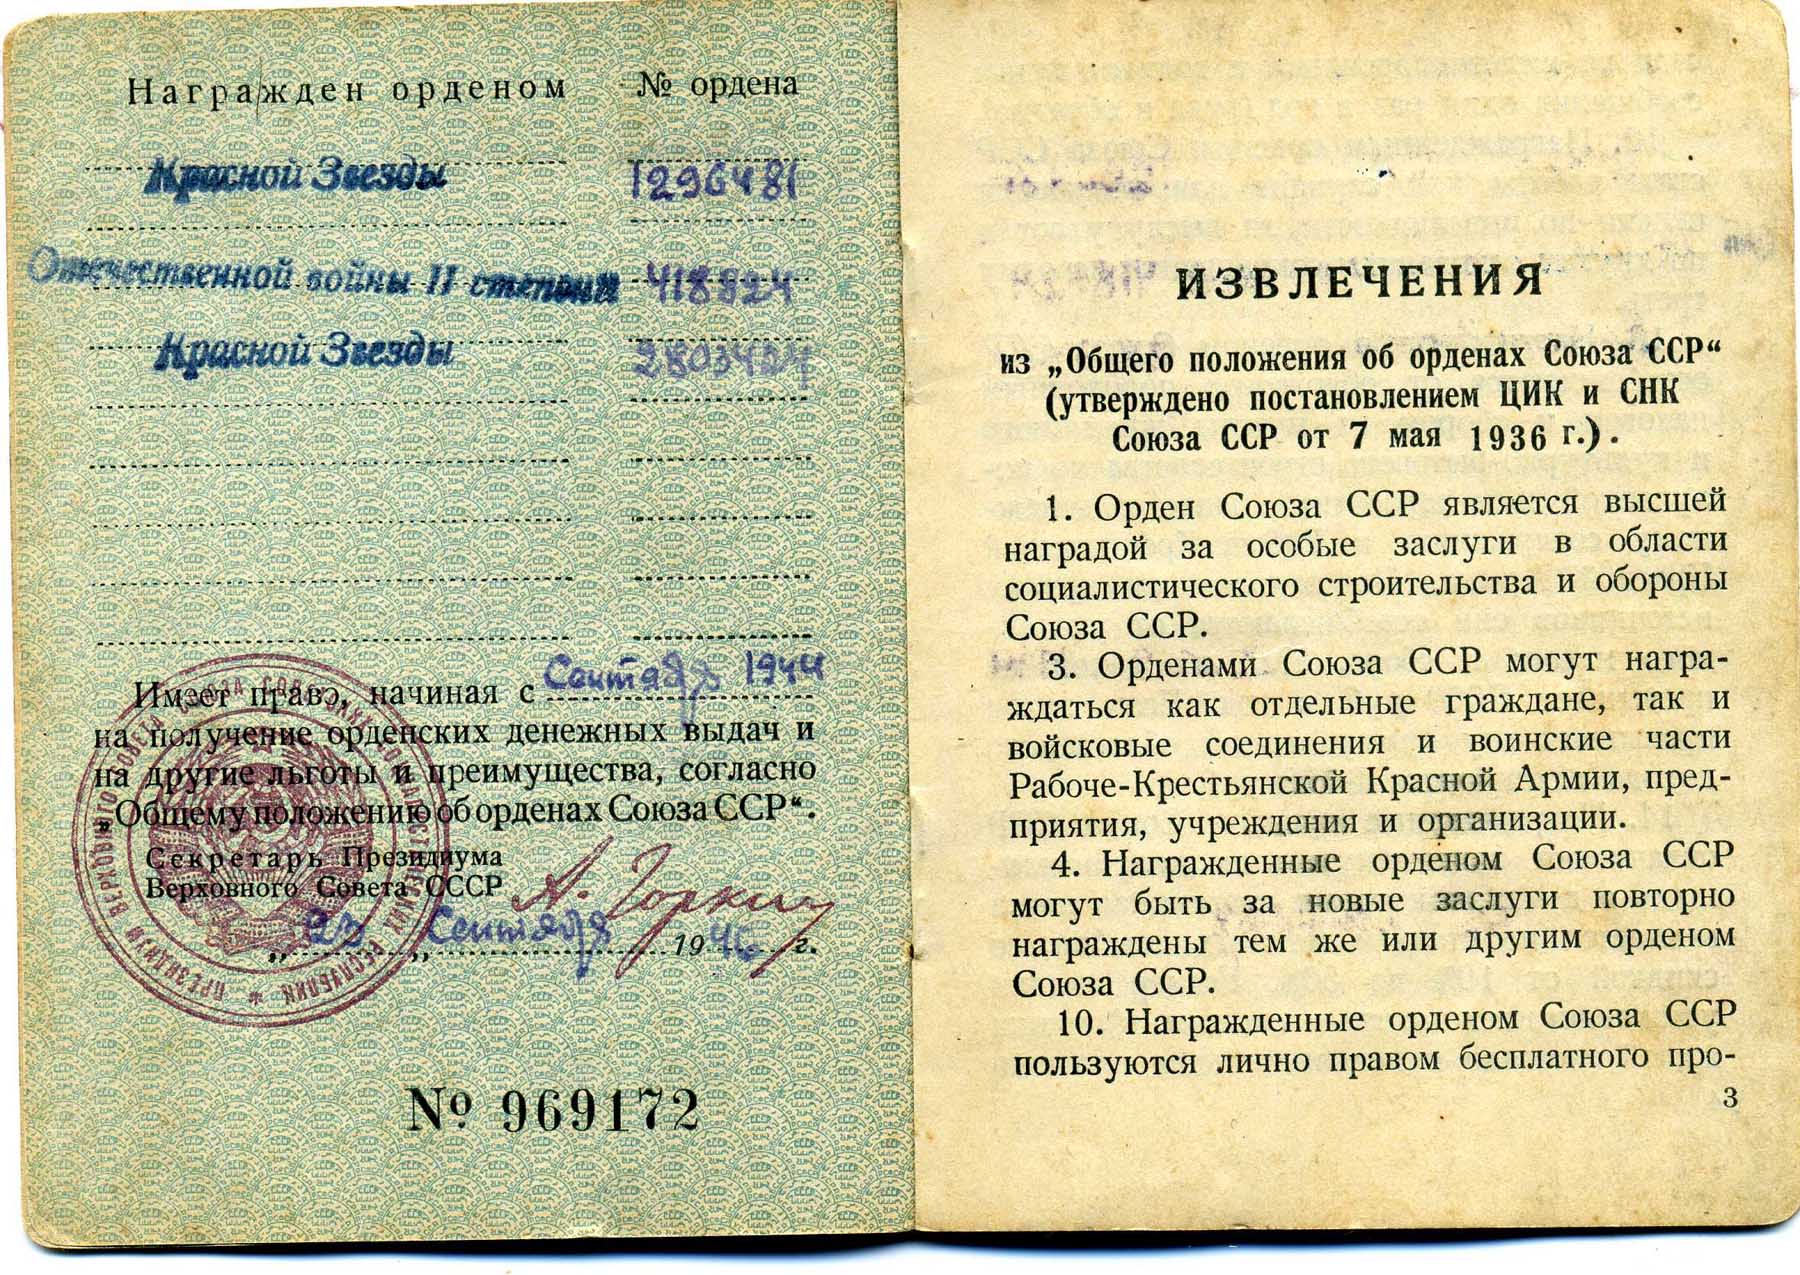 Награжден орденом № ордена
Красной Звезды 1296481
Отечественной войны II степени 418924
Красной Звезды 2803424
Имеет право, начиная с Сентября 1944
на получение орденских денежных выдач и
на другие льготы и преимущества, согласно
„Общему положению об орденах Союза ССР“.
Секретарь Президиума
Верховного Совета СССР
А. Горкин
„23„ Сентября 1946 г.
№ 969172
ИЗВЛЕЧЕНИЯ
из „Общего положения об орденах Союза ССР“
(утверждено постановлением ЦИК и СНК
Союза ССР от 7 мая 1936 г.).
1. Орден Союза ССР является высшей
наградой за особые заслуги в области
социалистического строительства и обороны
Союза ССР.
3. Орденами Союза ССР могут награ-
ждаться как отдельные граждане, так и
войсковые соединения и воинские части
Рабоче-Крестьянской Красной Армии, пред-
приятия, учреждения и организации.
4. Награжденные орденом Союза ССР
могут быть за новые заслуги повторно
награждены тем же или другим орденом
Союза ССР.
10. Награжденные орденом Союза ССР
пользуются лично правом бесплатного про-
3